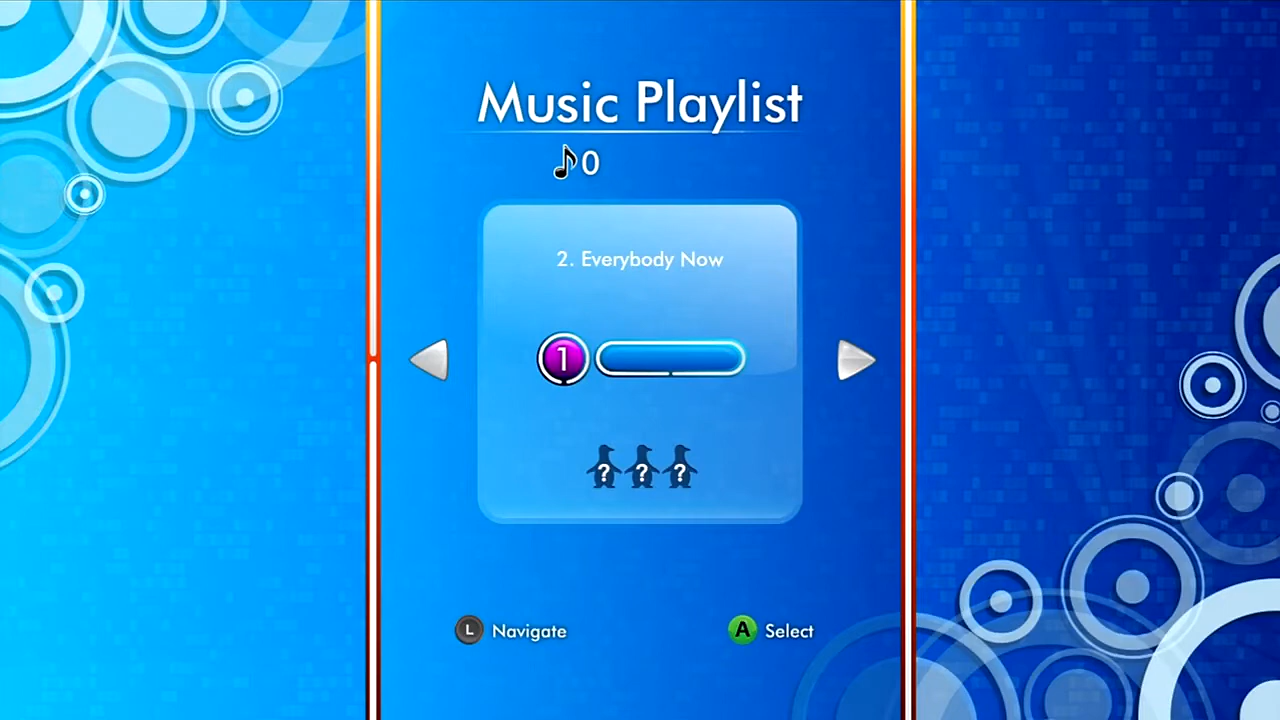 Music Playlist
♪0
2. Everybody Now
1
? ? ?
L Navigate A Select